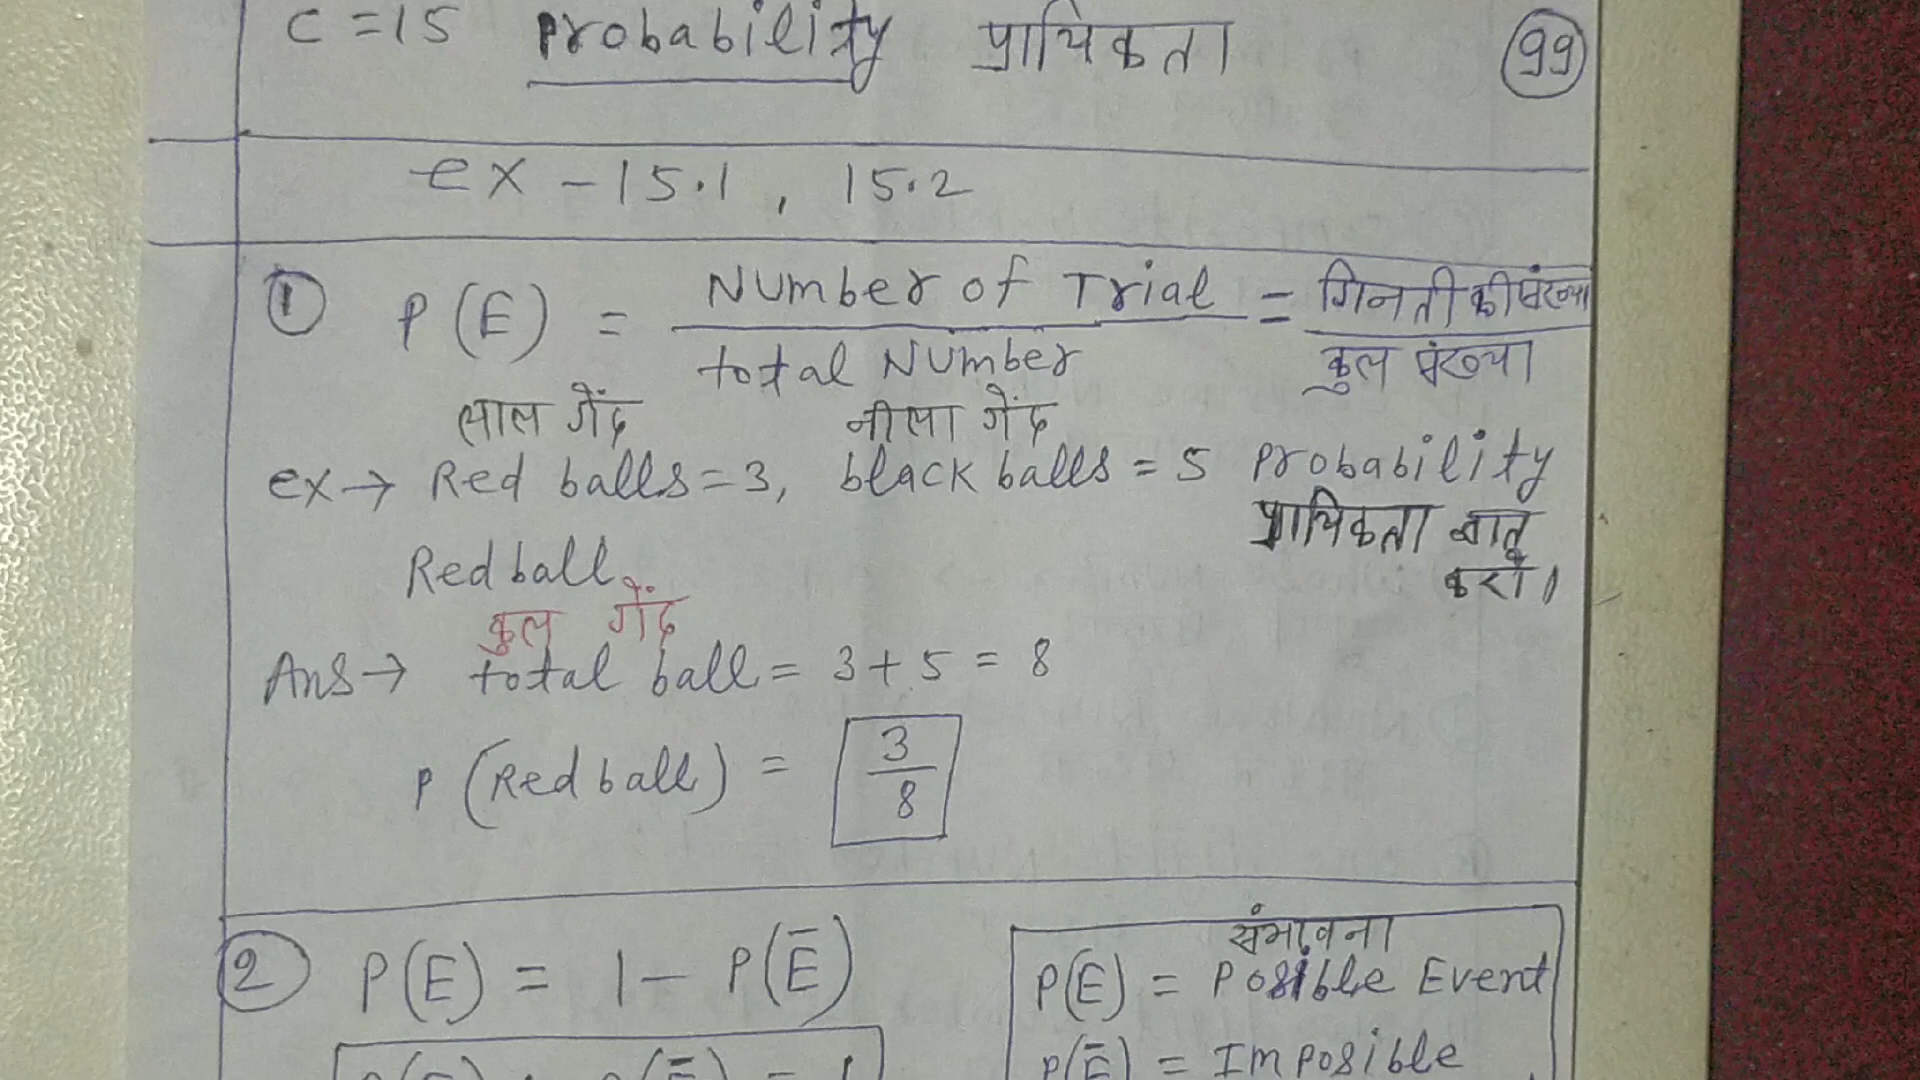 C = 15 Probability प्रायिकता 99
ex - 15.1, 15.2
① P(E) = Number of Trial / total Number = गिनती की संख्या / कुल संख्या
लाल गेंद नीला गेंद
ex → Red balls = 3, black balls = 5 Probability
प्रायिकता ज्ञात
Red ball.
करो।
कुल गेंद
Ans → total ball = 3 + 5 = 8
P (Red ball) = 3/8
② P(E) = 1 - P(Ē)
संभावना
P(E) = Posible Event
P(Ē) = Imposible